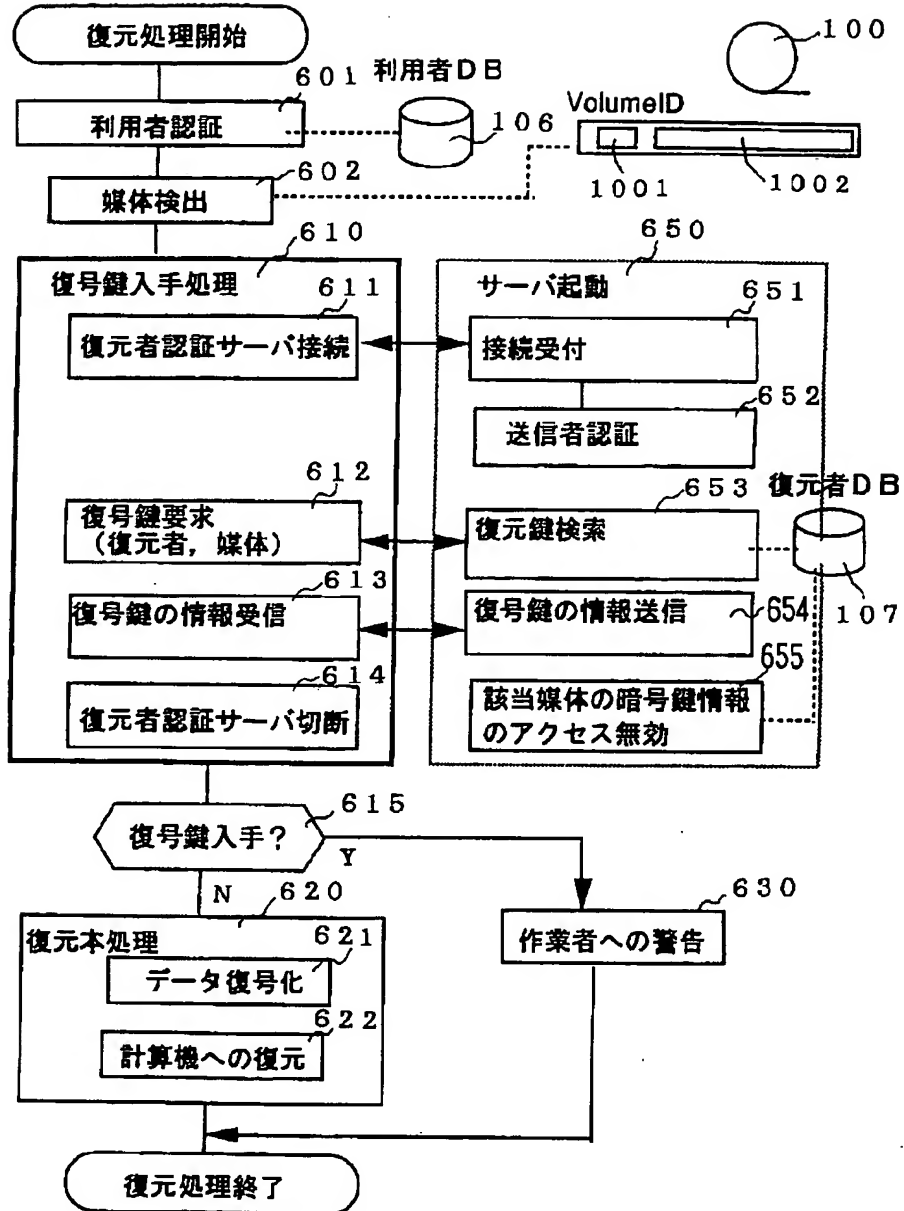 復元処理開始
100
601
利用者DB
VolumeID
利用者認証
106
602
1001
1002
媒体検出
610
650
復号鍵入手処理
サーバ起動
611
651
復元者認証サーバ接続
接続受付
652
送信者認証
612
653
復元者DB
復号鍵要求
(復元者, 媒体)
復元鍵検索
613
107
復号鍵の情報受信
復号鍵の情報送信
654
614
655
復元者認証サーバ切断
該当媒体の暗号鍵情報
のアクセス無効
615
復号鍵入手?
Y
N
620
630
復元本処理
621
作業者への警告
データ復号化
622
計算機への復元
復元処理終了